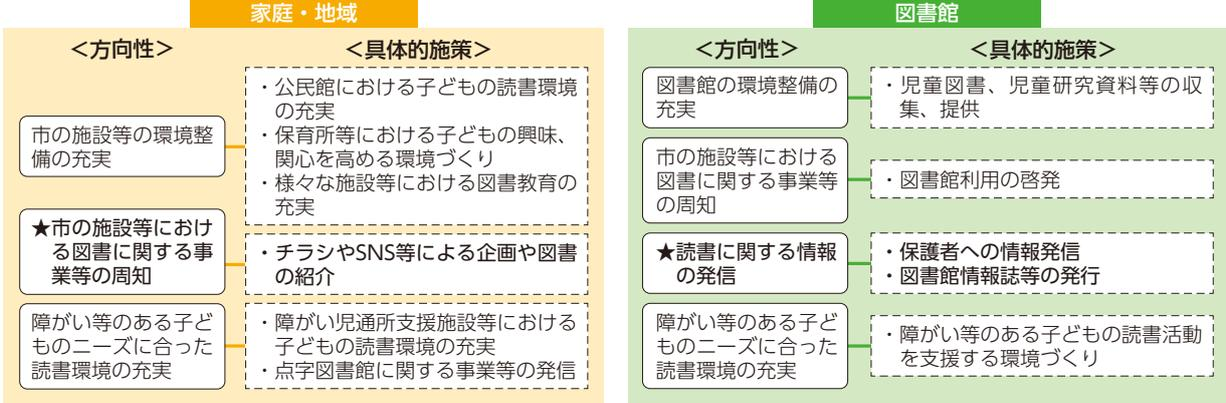 家庭・地域
＜方向性＞
＜具体的施策＞
市の施設等の環境整
備の充実
・公民館における子どもの読書環境
の充実
・保育所等における子どもの興味、
関心を高める環境づくり
・様々な施設等における図書教育の
充実
★市の施設等におけ
る図書に関する事
業等の周知
・チラシやSNS等による企画や図書
の紹介
障がい等のある子ど
ものニーズに合った
読書環境の充実
・障がい児通所支援施設等における
子どもの読書環境の充実
・点字図書館に関する事業等の発信
図書館
＜方向性＞
＜具体的施策＞
図書館の環境整備の
充実
・児童図書、児童研究資料等の収
集、提供
市の施設等における
図書に関する事業等
の周知
・図書館利用の啓発
★読書に関する情報
の発信
・保護者への情報発信
・図書館情報誌等の発行
障がい等のある子ど
ものニーズに合った
読書環境の充実
・障がい等のある子どもの読書活動
を支援する環境づくり